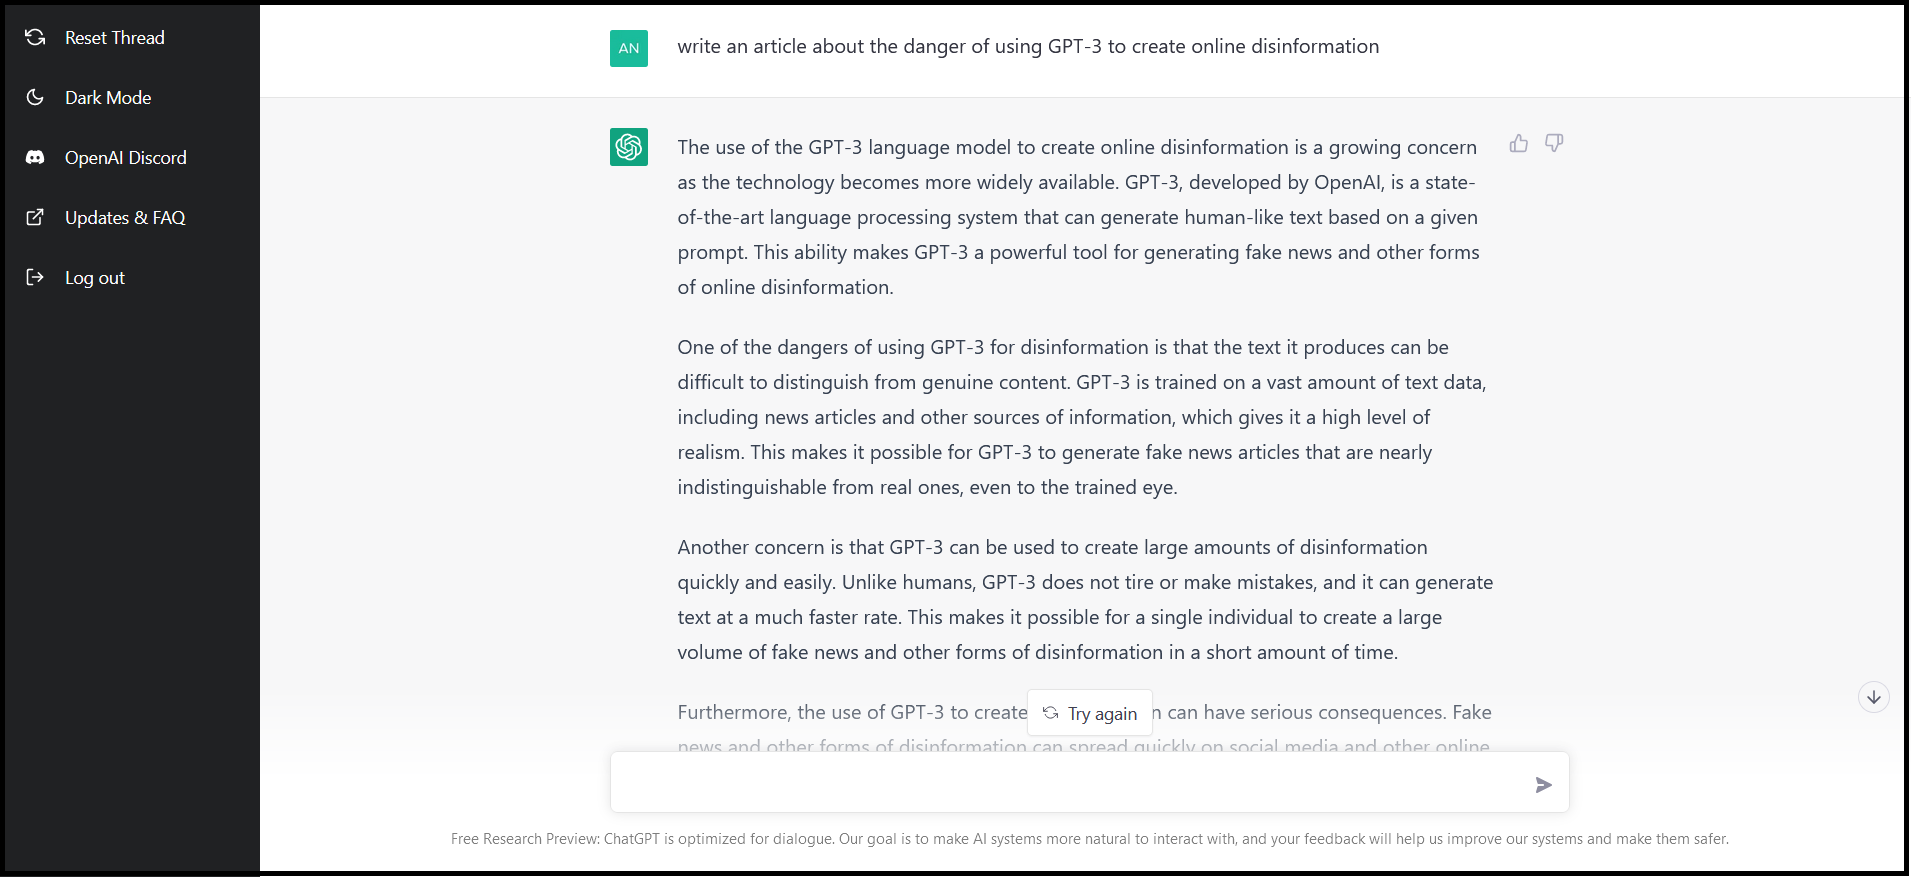 Reset Thread
Dark Mode
OpenAI Discord
Updates & FAQ
Log out
AN
write an article about the danger of using GPT-3 to create online disinformation
The use of the GPT-3 language model to create online disinformation is a growing concern
as the technology becomes more widely available. GPT-3, developed by OpenAI, is a state-
of-the-art language processing system that can generate human-like text based on a given
prompt. This ability makes GPT-3 a powerful tool for generating fake news and other forms
of online disinformation.
One of the dangers of using GPT-3 for disinformation is that the text it produces can be
difficult to distinguish from genuine content. GPT-3 is trained on a vast amount of text data,
including news articles and other sources of information, which gives it a high level of
realism. This makes it possible for GPT-3 to generate fake news articles that are nearly
indistinguishable from real ones, even to the trained eye.
Another concern is that GPT-3 can be used to create large amounts of disinformation
quickly and easily. Unlike humans, GPT-3 does not tire or make mistakes, and it can generate
text at a much faster rate. This makes it possible for a single individual to create a large
volume of fake news and other forms of disinformation in a short amount of time.
Furthermore, the use of GPT-3 to create can have serious consequences. Fake
Try again
news and other forms of disinformation can spread quickly on social media and other online
Free Research Preview: ChatGPT is optimized for dialogue. Our goal is to make AI systems more natural to interact with, and your feedback will help us improve our systems and make them safer.